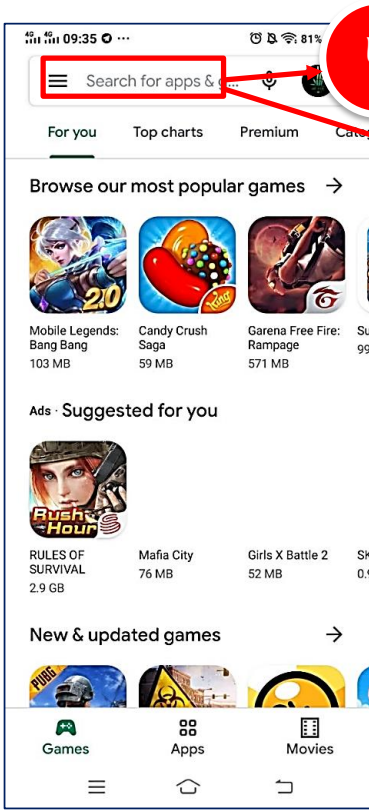 4G 4G 09:35 ... 81%
Search for apps &
For you Top charts Premium
Browse our most popular games →
2.0
King
Mobile Legends: Bang Bang
103 MB
Candy Crush Saga
59 MB
Garena Free Fire: Rampage
571 MB
Ads · Suggested for you
Rush Hour
RULES OF SURVIVAL
2.9 GB
Mafia City
76 MB
Girls X Battle 2
52 MB
New & updated games →
PUBG
Games Apps Movies